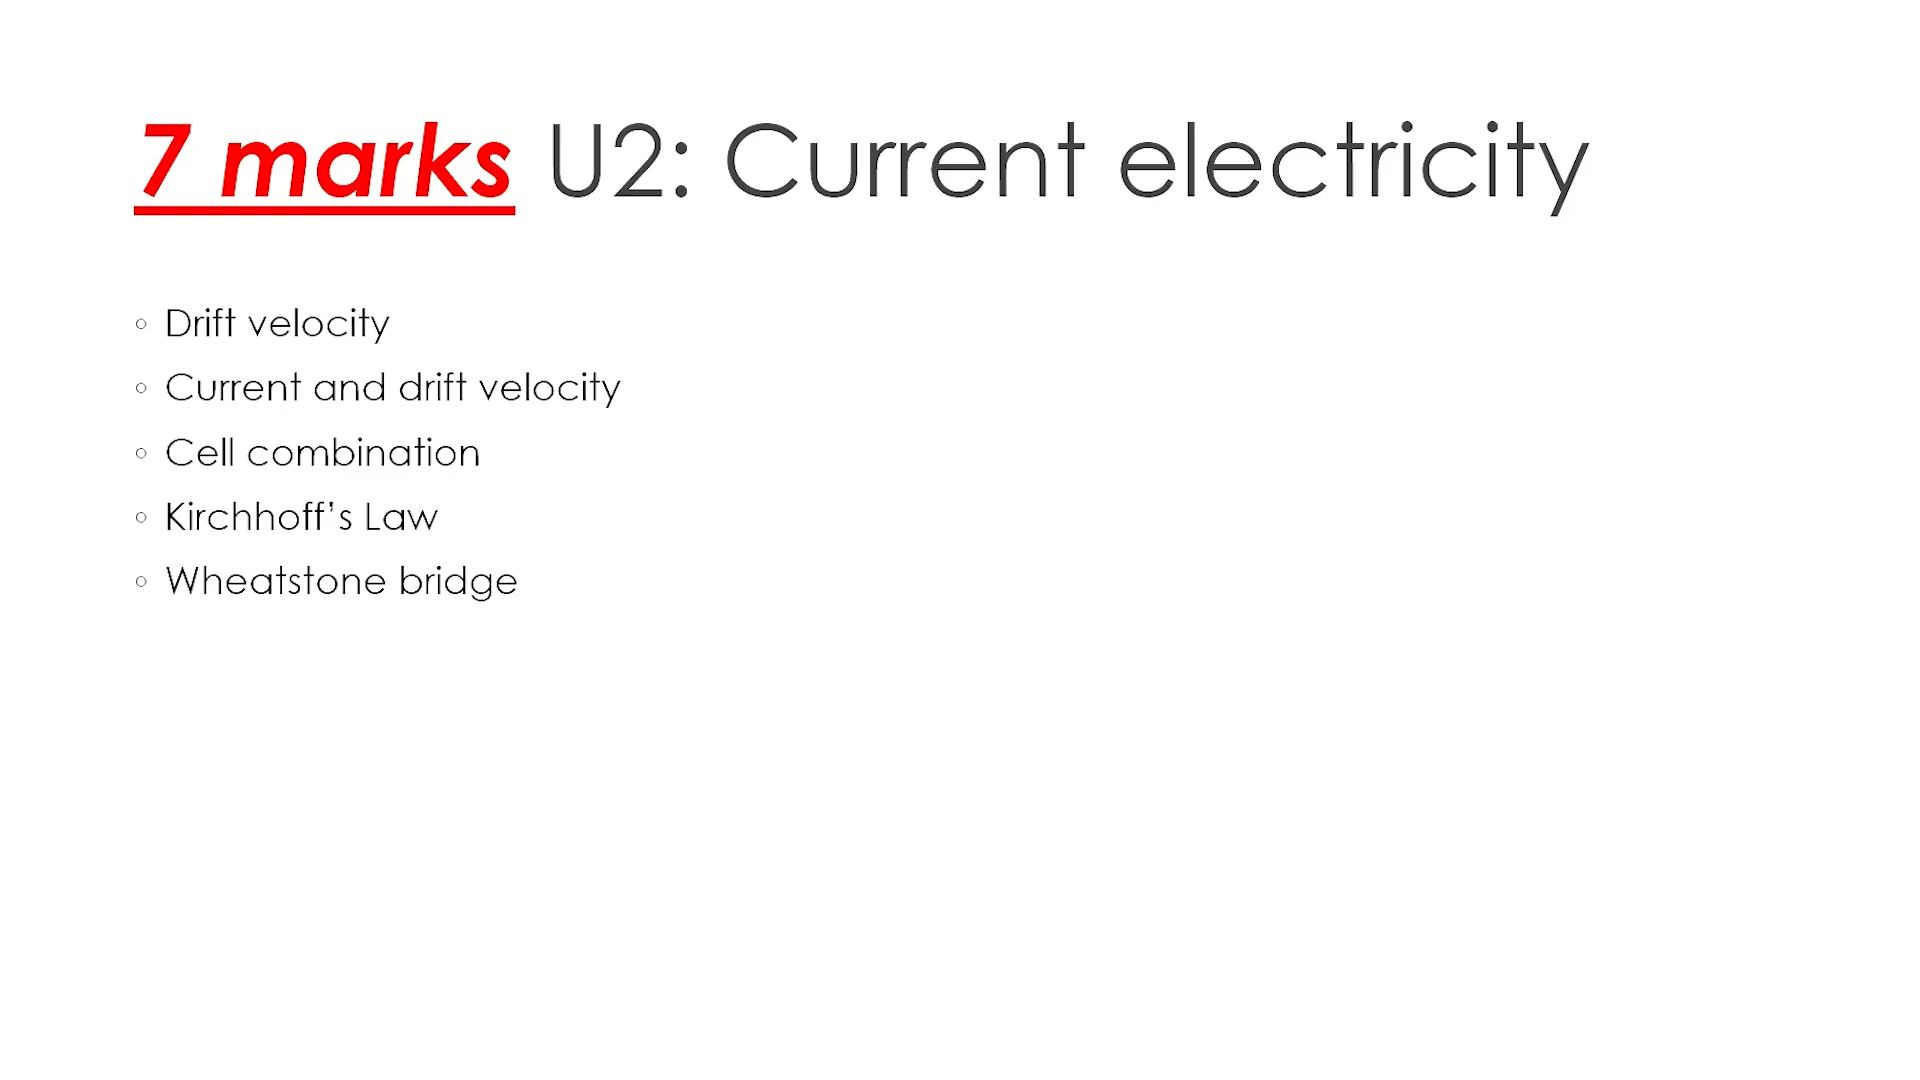 7 marks U2: Current electricity
◦ Drift velocity
◦ Current and drift velocity
◦ Cell combination
◦ Kirchhoff's Law
◦ Wheatstone bridge